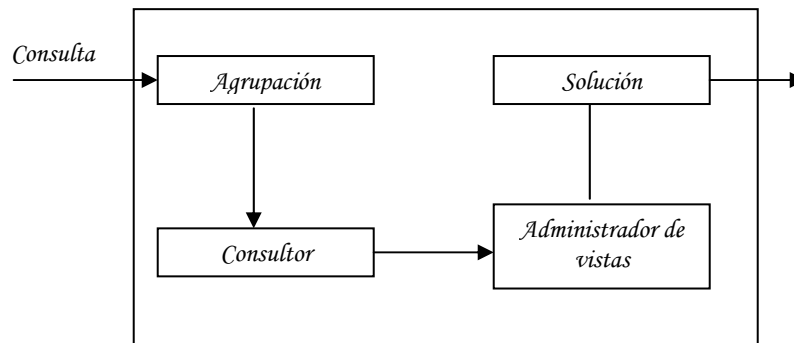 Consulta
Agrupación
Solución
Consultor
Administrador de
vistas